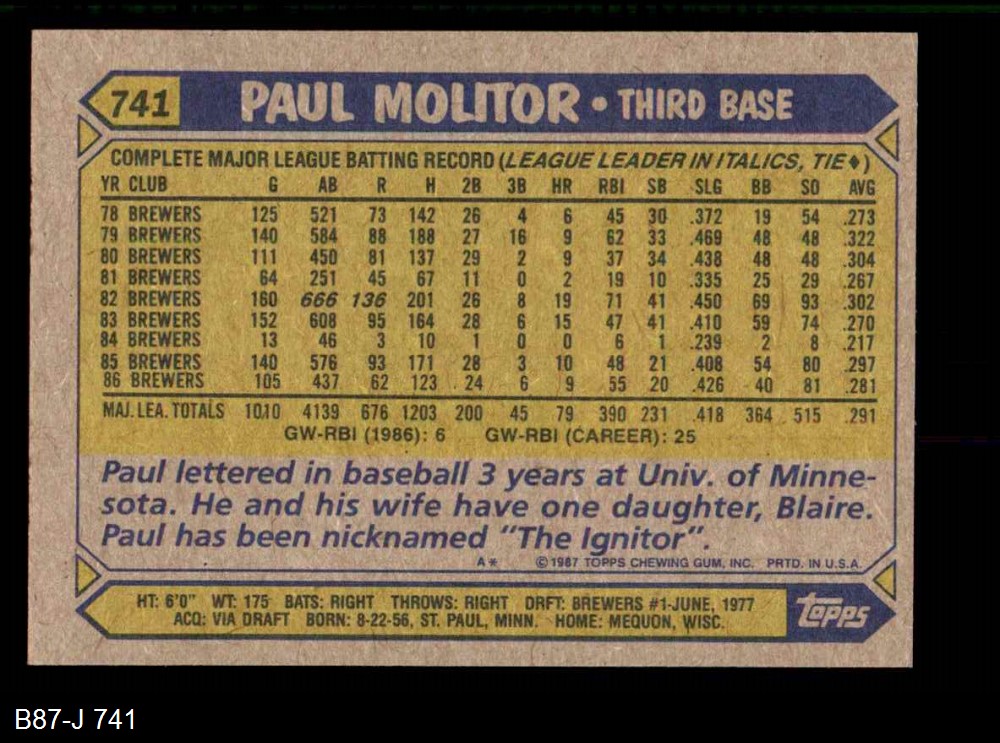 741 PAUL MOLITOR • THIRD BASE
COMPLETE MAJOR LEAGUE BATTING RECORD (LEAGUE LEADER IN ITALICS, TIE♦)
YR CLUB G AB R H 2B 3B HR RBI SB SLG BB SO AVG
78 BREWERS 125 521 73 142 26 4 6 45 30 .372 19 54 .273
79 BREWERS 140 584 88 188 27 16 9 62 33 .469 48 48 .322
80 BREWERS 111 450 81 137 29 2 9 37 34 .438 48 48 .304
81 BREWERS 64 251 45 67 11 0 2 19 10 .335 25 29 .267
82 BREWERS 160 666 136 201 26 8 19 71 41 .450 69 93 .302
83 BREWERS 152 608 95 164 28 6 15 47 41 .410 59 74 .270
84 BREWERS 13 46 3 10 1 0 0 6 1 .239 2 8 .217
85 BREWERS 140 576 93 171 28 3 10 48 21 .408 54 80 .297
86 BREWERS 105 437 62 123 24 6 9 55 20 .426 40 81 .281
MAJ. LEA. TOTALS 1010 4139 676 1203 200 45 79 390 231 .418 364 515 .291
GW-RBI (1986): 6 GW-RBI (CAREER): 25
Paul lettered in baseball 3 years at Univ. of Minne-
sota. He and his wife have one daughter, Blaire.
Paul has been nicknamed "The Ignitor".
A* ©1987 TOPPS CHEWING GUM, INC. PRTD. IN U.S.A.
HT: 6'0" WT: 175 BATS: RIGHT THROWS: RIGHT DRFT: BREWERS #1-JUNE, 1977
ACQ: VIA DRAFT BORN: 8-22-56, ST. PAUL, MINN. HOME: MEQUON, WISC.
topps
B87-J 741